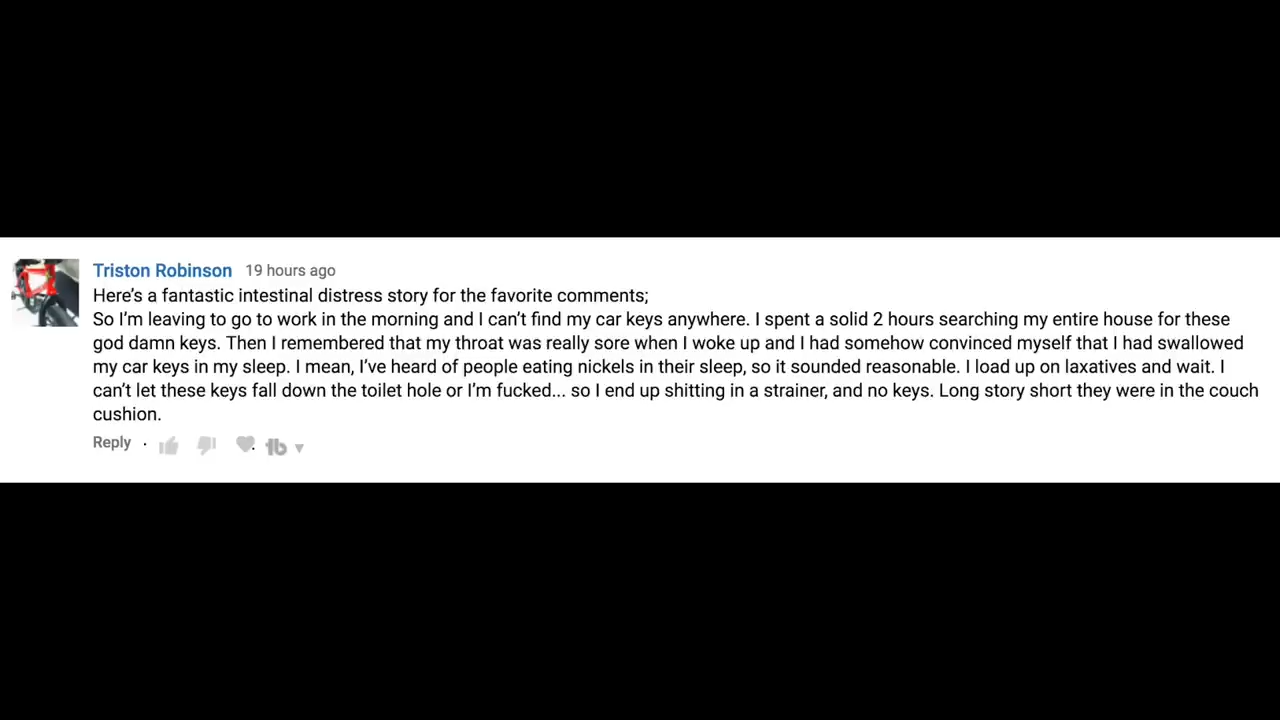 Triston Robinson 19 hours ago
Here’s a fantastic intestinal distress story for the favorite comments;
So I’m leaving to go to work in the morning and I can’t find my car keys anywhere. I spent a solid 2 hours searching my entire house for these
god damn keys. Then I remembered that my throat was really sore when I woke up and I had somehow convinced myself that I had swallowed
my car keys in my sleep. I mean, I’ve heard of people eating nickels in their sleep, so it sounded reasonable. I load up on laxatives and wait. I
can’t let these keys fall down the toilet hole or I’m fucked... so I end up shitting in a strainer, and no keys. Long story short they were in the couch
cushion.
Reply